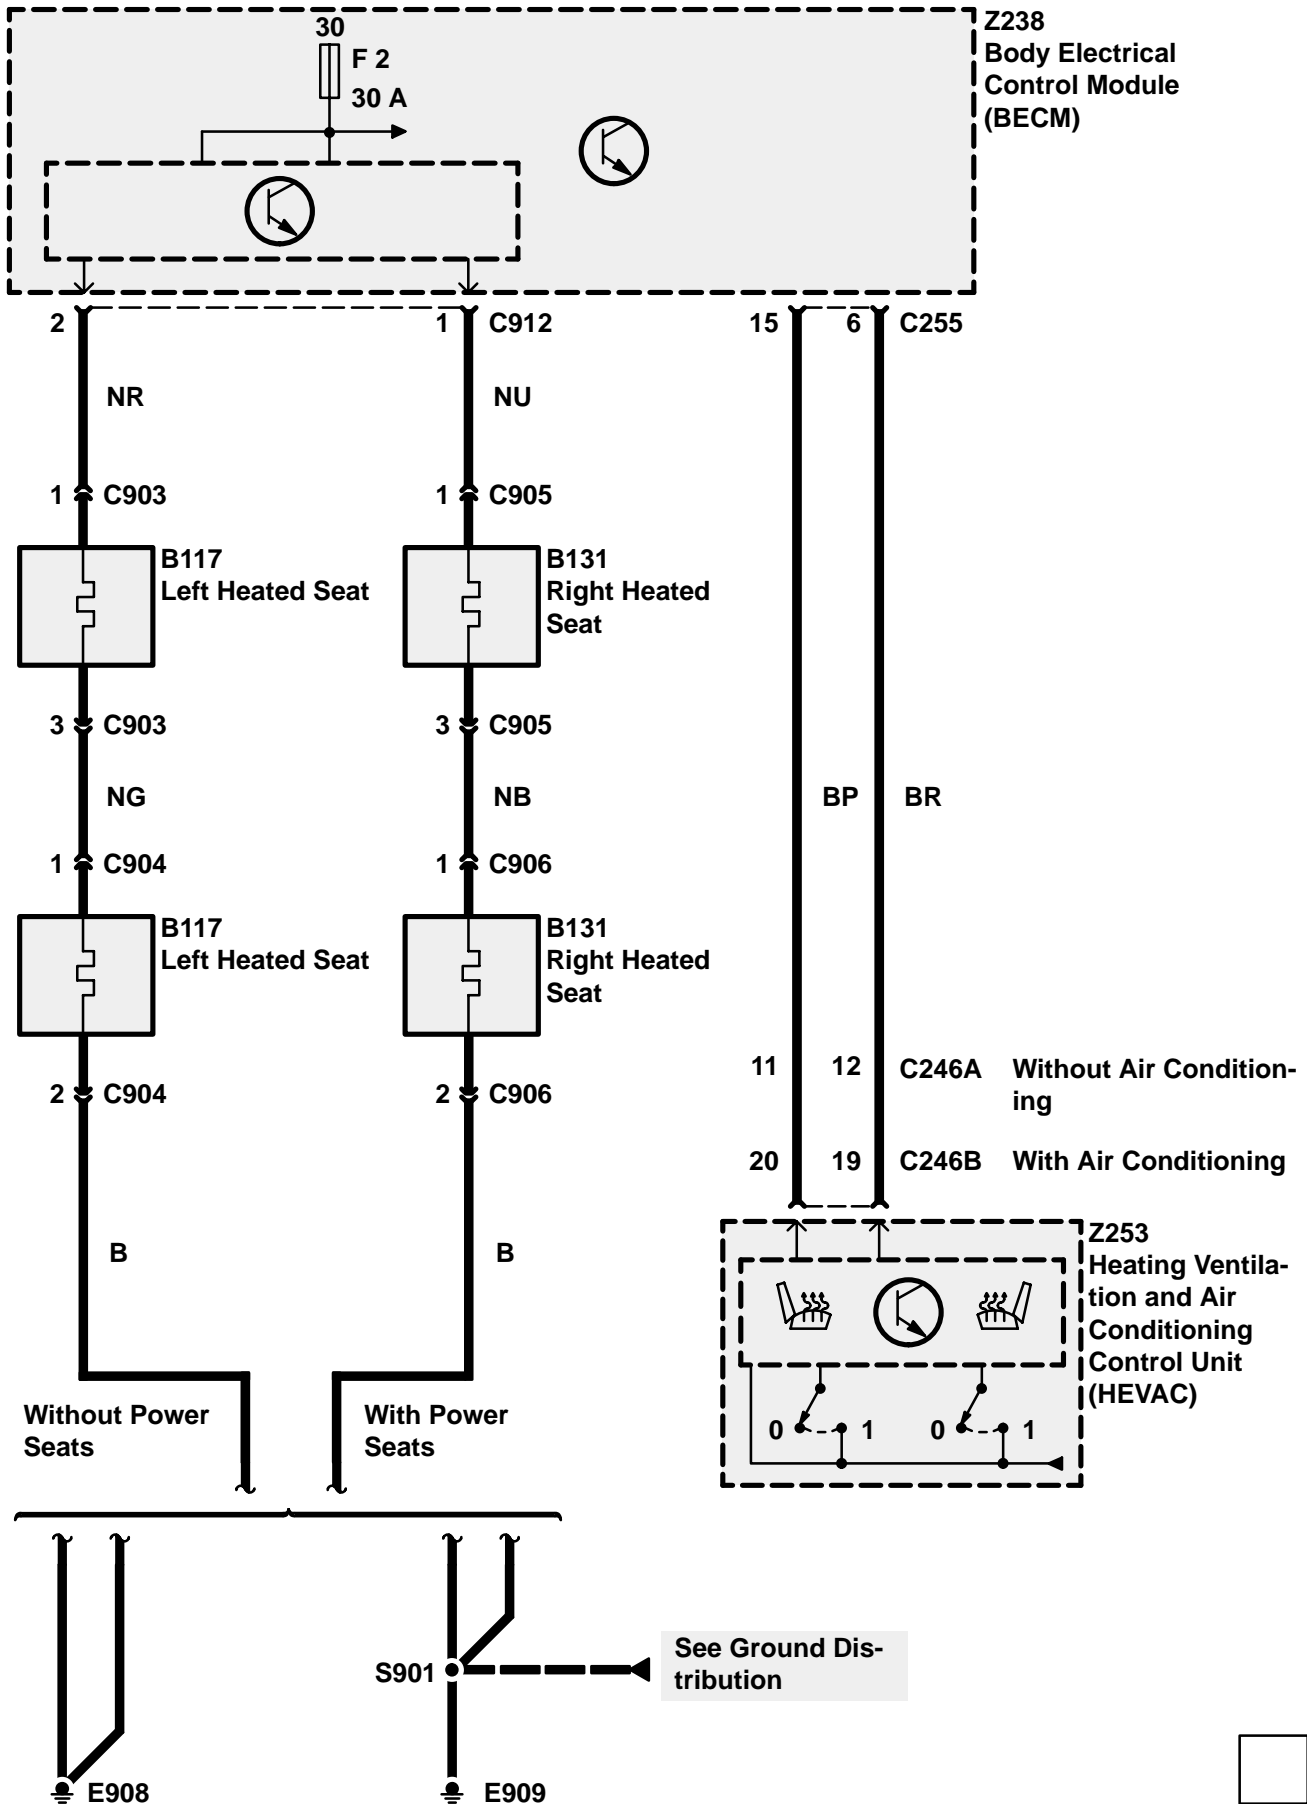 30
F 2
30 A
Z238
Body Electrical
Control Module
(BECM)
2
1
C912
15
6
C255
NR
NU
1
C903
1
C905
B117
Left Heated Seat
B131
Right Heated
Seat
3
C903
3
C905
NG
NB
BP
BR
1
C904
1
C906
B117
Left Heated Seat
B131
Right Heated
Seat
11
12
C246A
Without Air Condition-
ing
2
C904
2
C906
20
19
C246B
With Air Conditioning
B
B
Z253
Heating Ventila-
tion and Air
Conditioning
Control Unit
(HEVAC)
0
1
0
1
Without Power
Seats
With Power
Seats
See Ground Dis-
tribution
S901
E908
E909